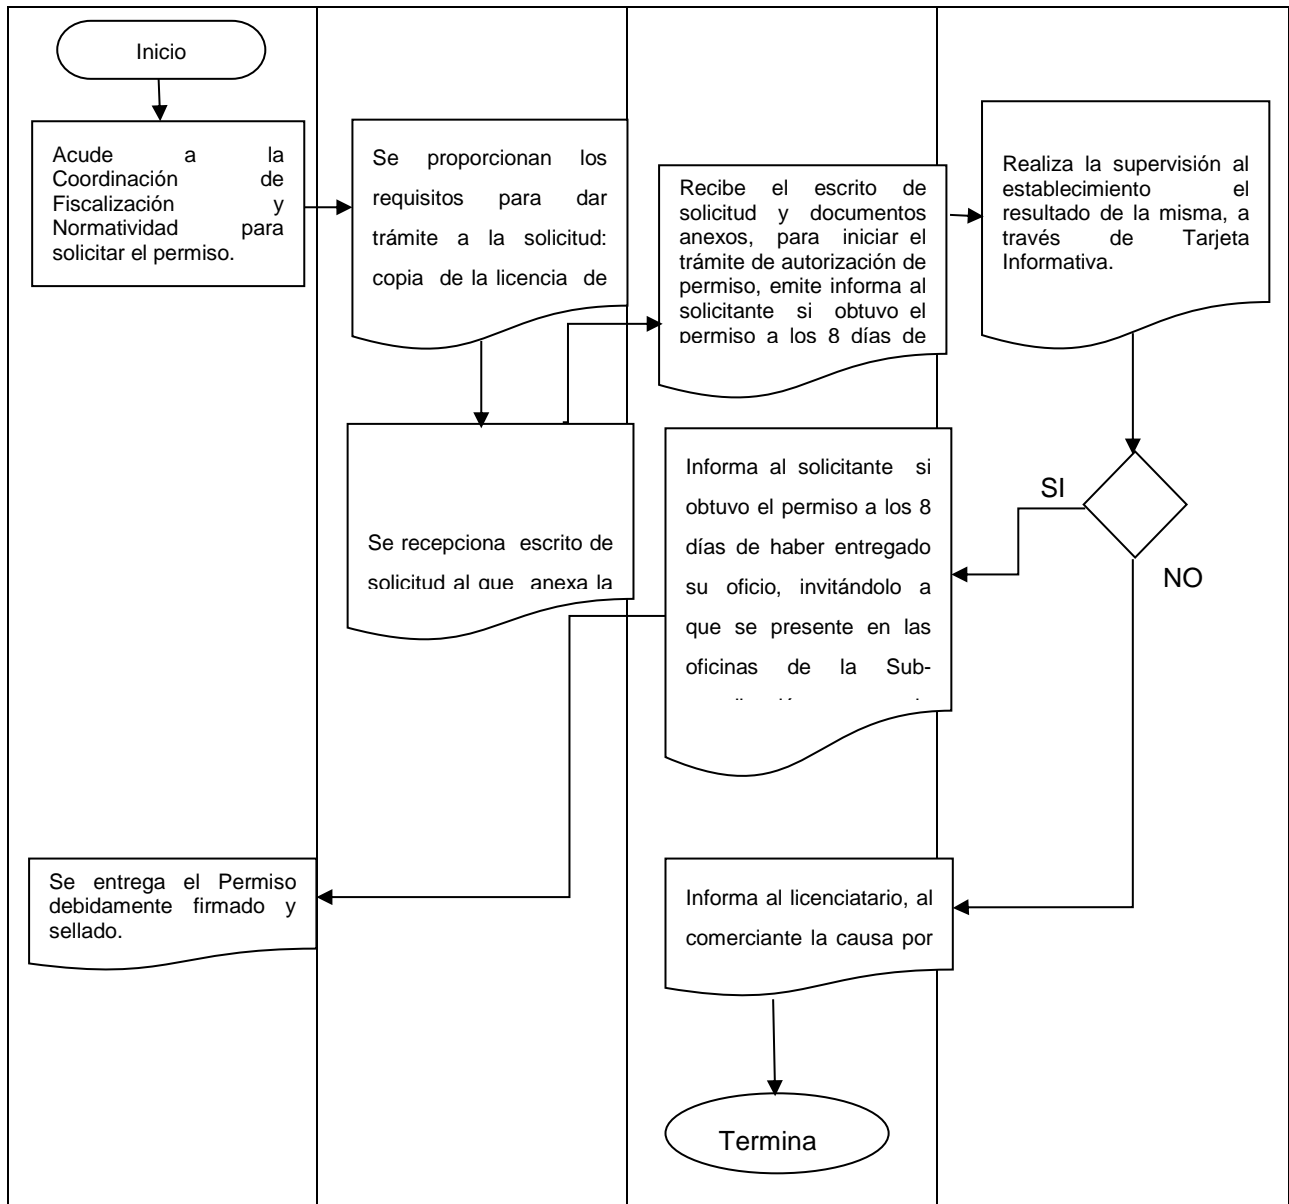 Inicio
Acude a la
Coordinación de
Fiscalización y
Normatividad para
solicitar el permiso.
Se proporcionan los
requisitos para dar
trámite a la solicitud:
copia de la licencia de
Recibe el escrito de
solicitud y documentos
anexos, para iniciar el
trámite de autorización de
permiso, emite informa al
solicitante si obtuvo el
permiso a los 8 días de
Realiza la supervisión al
establecimiento el
resultado de la misma, a
través de Tarjeta
Informativa.
Se recepciona escrito de
solicitud al que anexa la
Informa al solicitante si
obtuvo el permiso a los 8
días de haber entregado
su oficio, invitándolo a
que se presente en las
oficinas de la Sub-
SI
NO
Se entrega el Permiso
debidamente firmado y
sellado.
Informa al licenciatario, al
comerciante la causa por
Termina